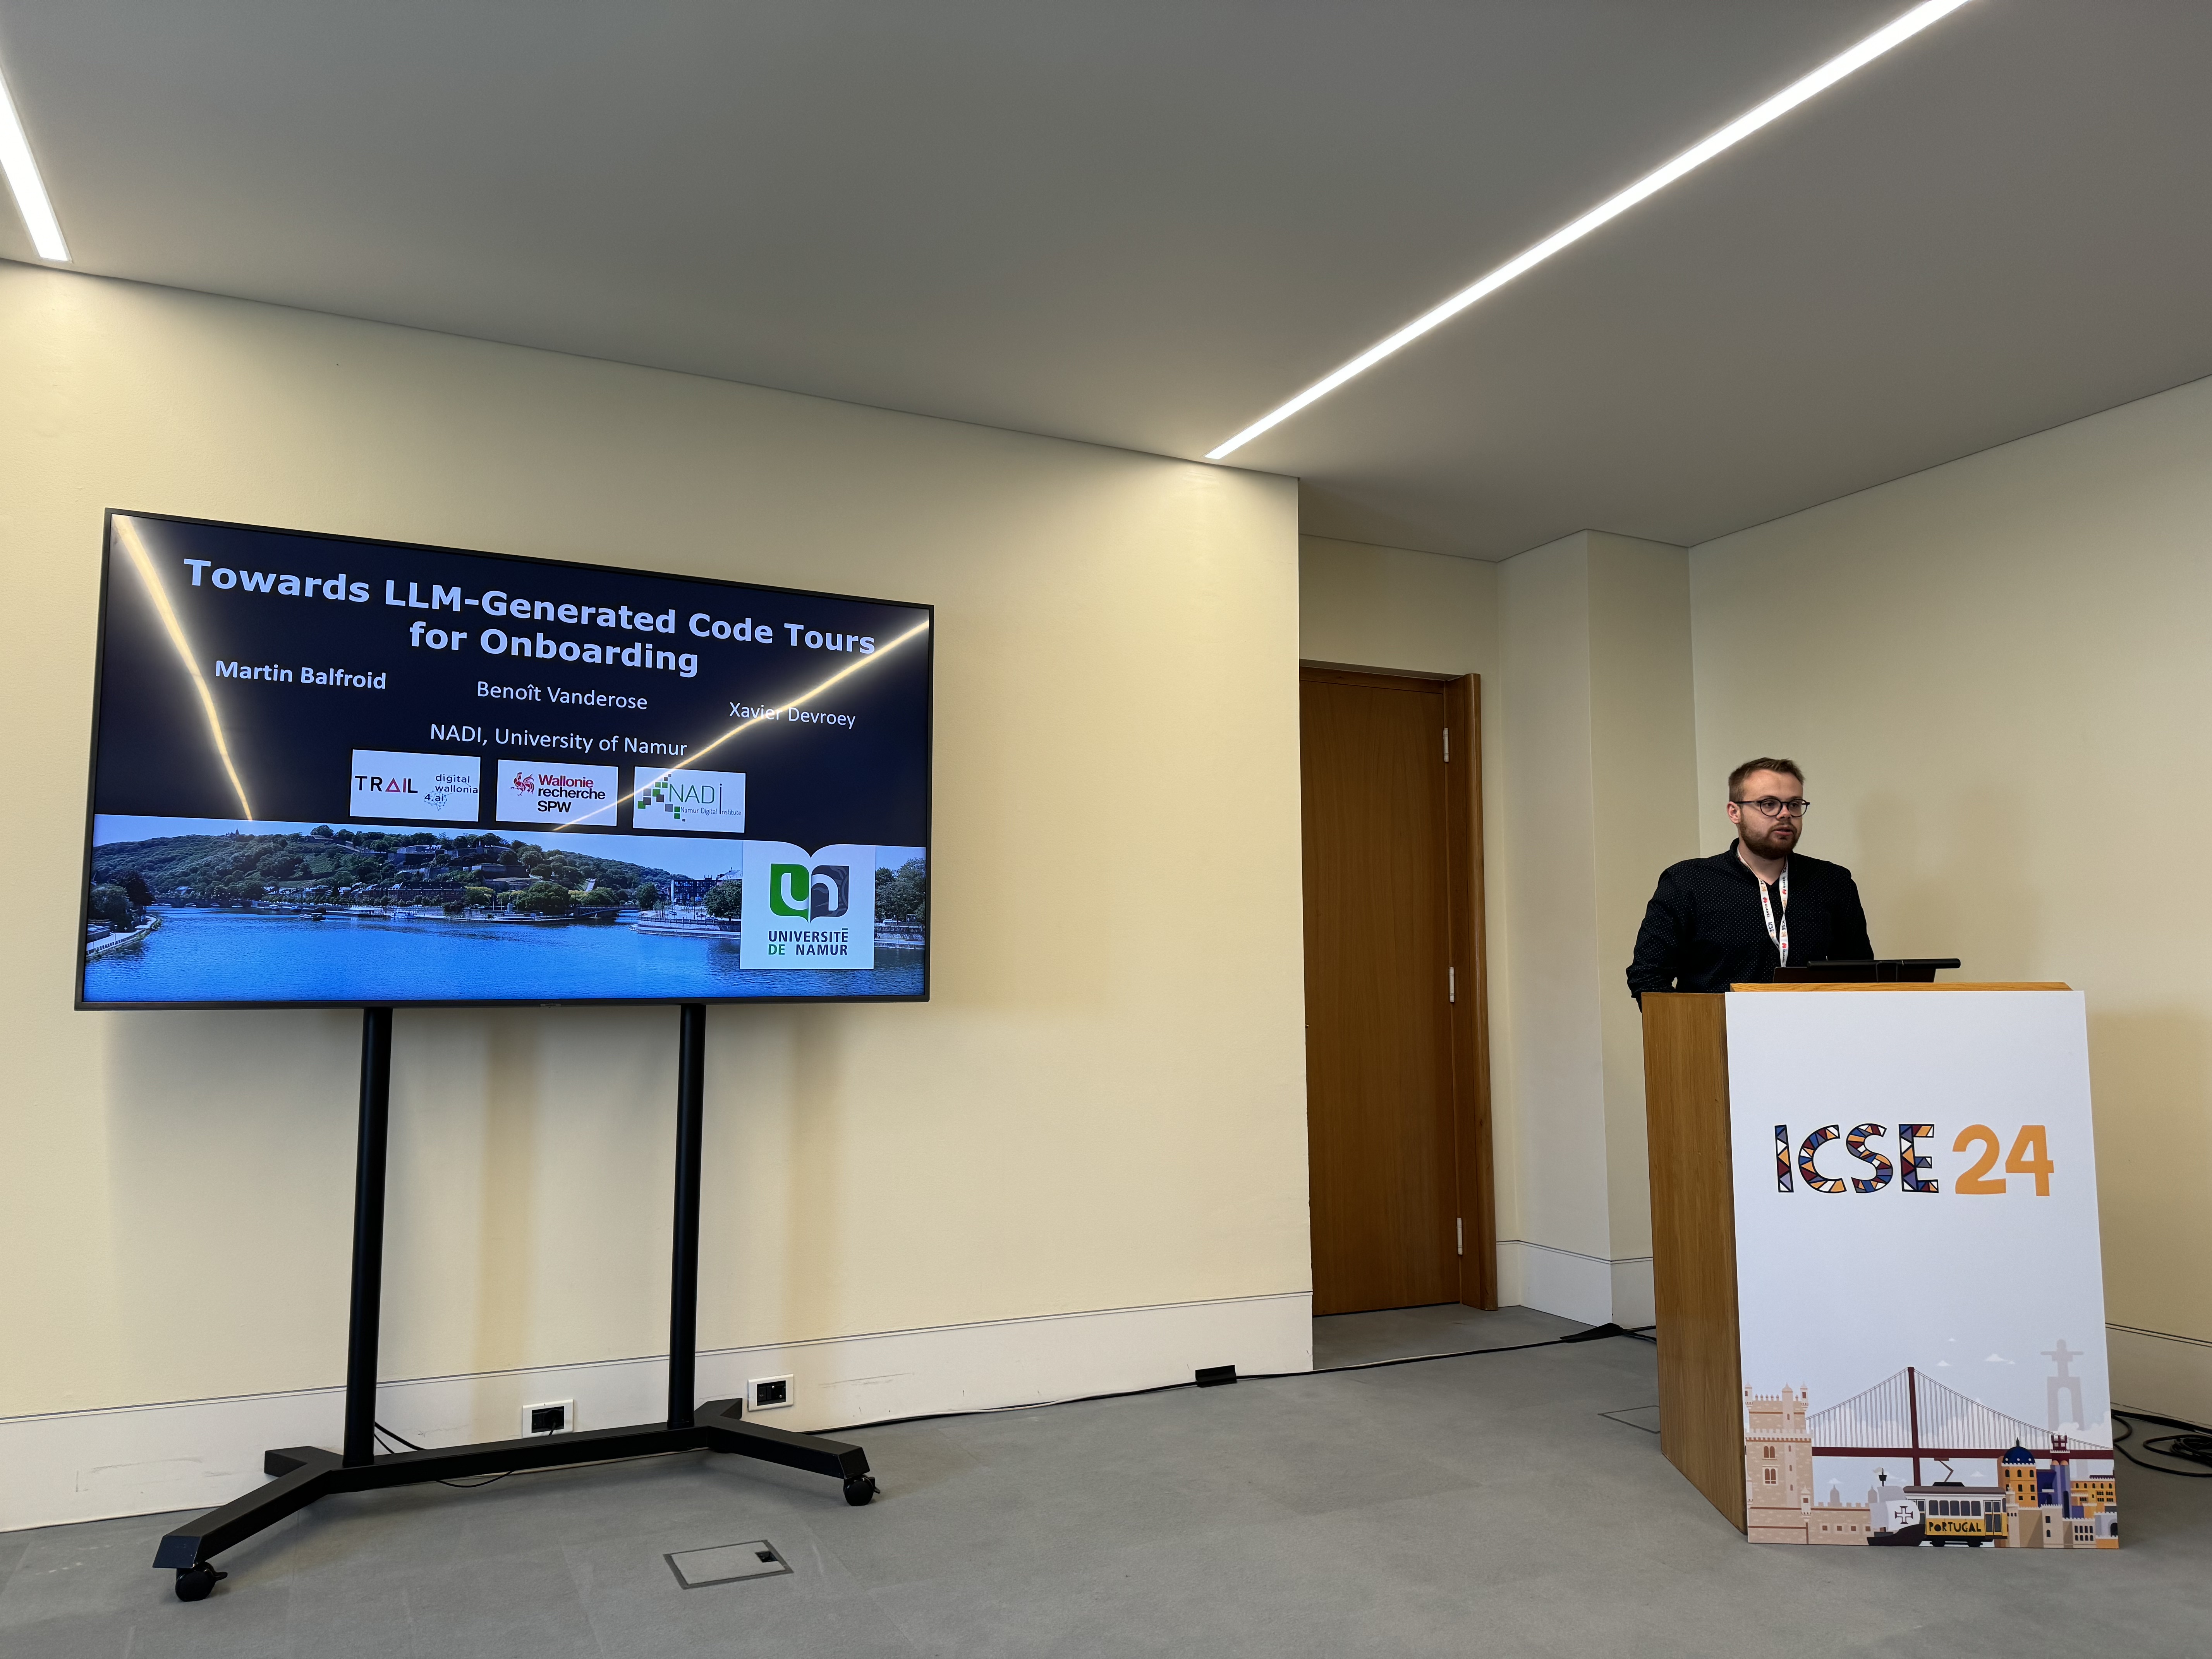 Towards LLM-Generated Code Tours
for Onboarding
Martin Balfroid
Benoît Vanderose
Xavier Devroey
NADI, University of Namur
TRAIL
digital
wallonia
4.ai
Wallonie
recherche
SPW
NADI
Namur Digital Institute
UNIVERSITÉ
DE NAMUR
ICSE 24
PORTUGAL